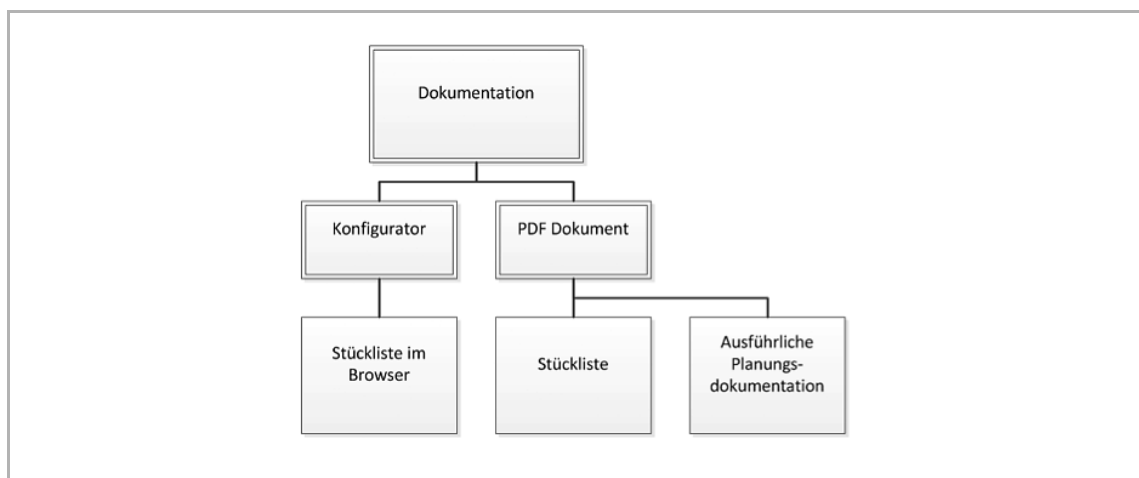 Dokumentation
Konfigurator
PDF Dokument
Stückliste im
Browser
Stückliste
Ausführliche
Planungs-
dokumentation